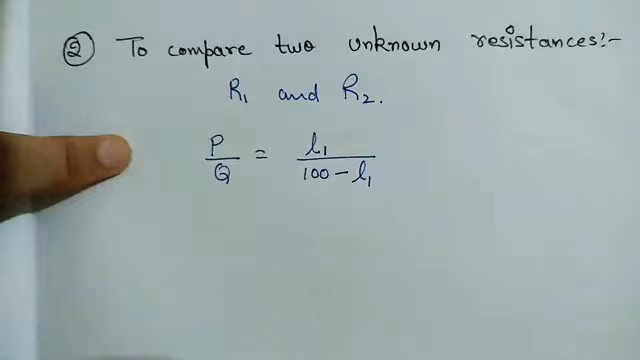 ② To compare two unknown resistances:-
R₁ and R₂.
P/Q = l₁/(100 - l₁)